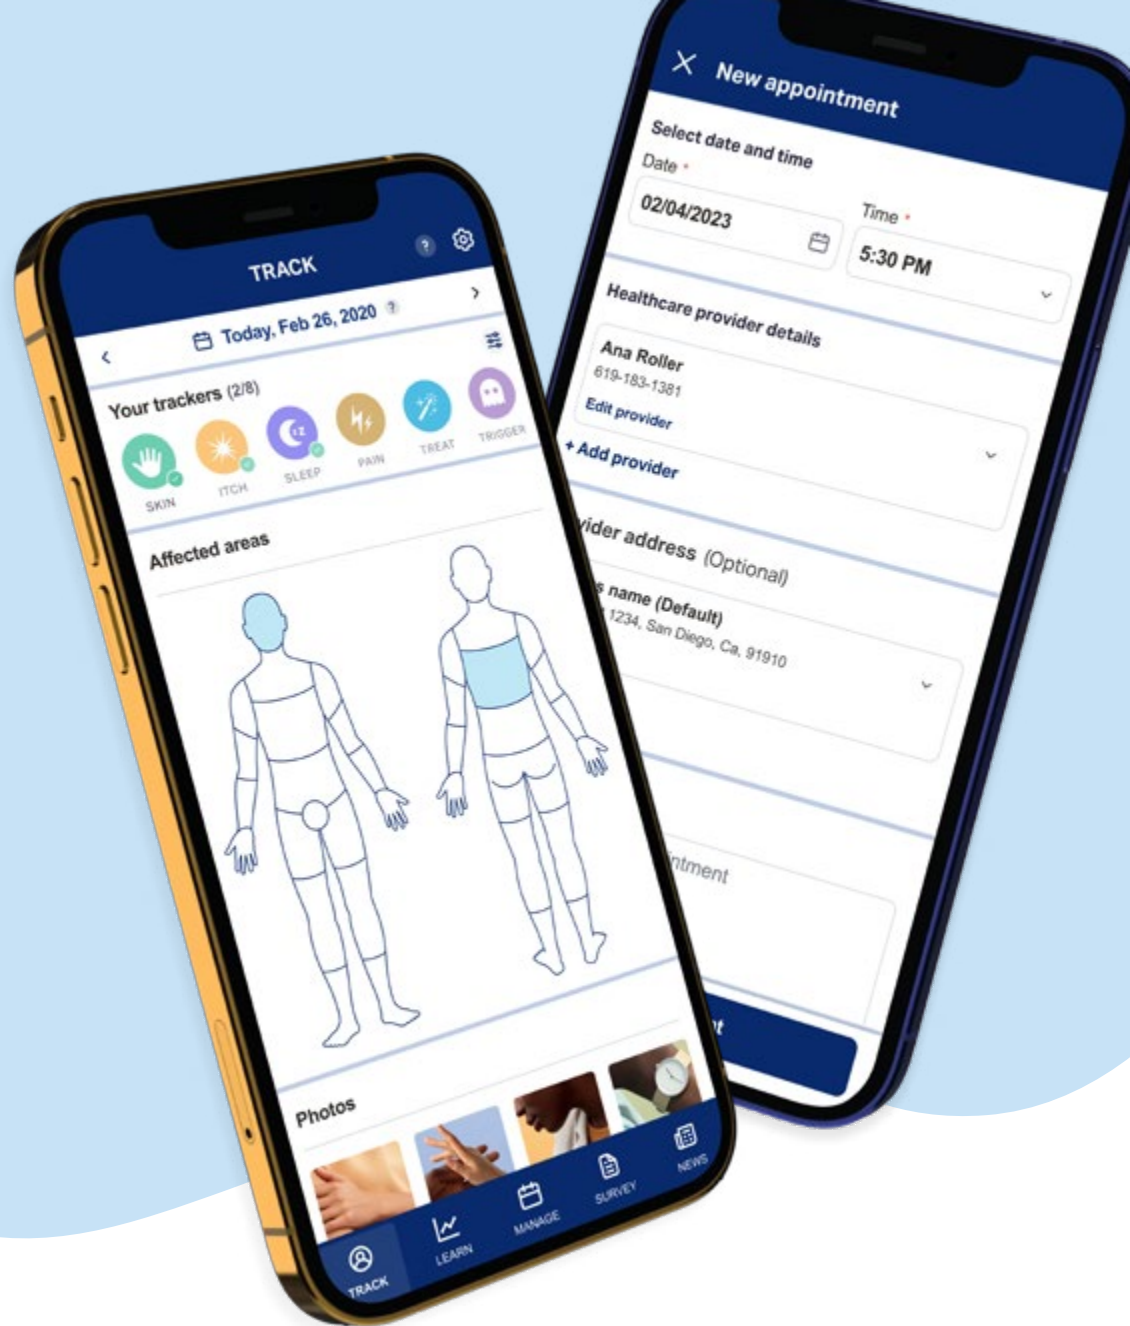 TRACK
?
Today, Feb 26, 2020 ?
Your trackers (2/8)
SKIN
ITCH
SLEEP
PAIN
TREAT
TRIGGER
Affected areas
Photos
TRACK
LEARN
MANAGE
SURVEY
NEWS
New appointment
Select date and time
Date *
02/04/2023
Time *
5:30 PM
Healthcare provider details
Ana Roller
619-183-1381
Edit provider
+ Add provider
address (Optional)
name (Default)
1234, San Diego, Ca, 91910